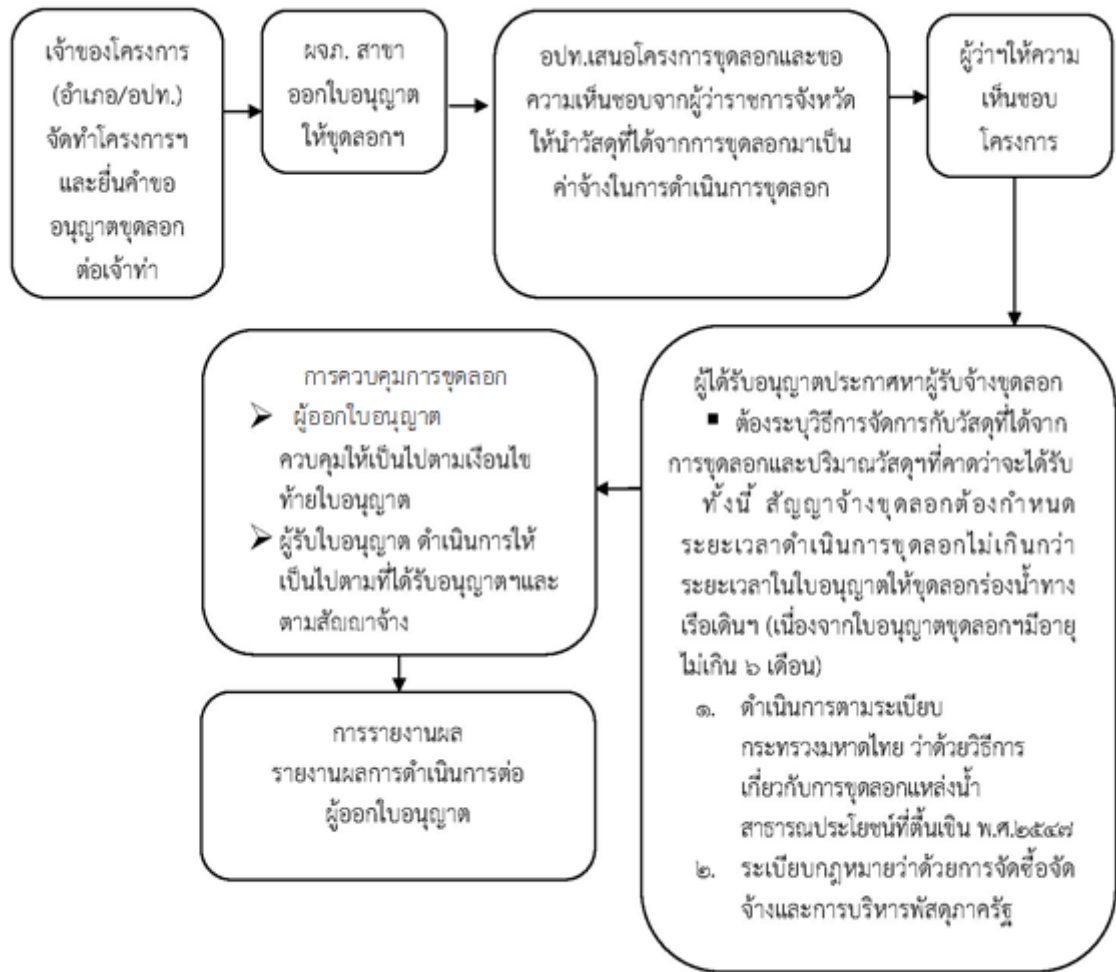 เจ้าของโครงการ
(อำเภอ/อปท.)
จัดทำโครงการฯ
และยื่นคำขอ
อนุญาตขุดลอก
ต่อเจ้าท่า
ผจภ. สาขา
ออกใบอนุญาต
ให้ขุดลอกฯ
อปท.เสนอโครงการขุดลอกและขอ
ความเห็นชอบจากผู้ว่าราชการจังหวัด
ให้นำวัสดุที่ได้จากการขุดลอกมาเป็น
ค่าจ้างในการดำเนินการขุดลอก
ผู้ว่าฯให้ความ
เห็นชอบ
โครงการ
ผู้ได้รับอนุญาตประกาศหาผู้รับจ้างขุดลอก
▪ ต้องระบุวิธีการจัดการกับวัสดุที่ได้จาก
การขุดลอกและปริมาณวัสดุฯที่คาดว่าจะได้รับ
ทั้งนี้ สัญญาจ้างขุดลอกต้องกำหนด
ระยะเวลาดำเนินการขุดลอกไม่เกินกว่า
ระยะเวลาในใบอนุญาตให้ขุดลอกร่องน้ำทาง
เรือเดินฯ (เนื่องจากใบอนุญาตขุดลอกฯมีอายุ
ไม่เกิน ๖ เดือน)
๑. ดำเนินการตามระเบียบ
กระทรวงมหาดไทย ว่าด้วยวิธีการ
เกี่ยวกับการขุดลอกแหล่งน้ำ
สาธารณประโยชน์ที่ตื้นเขิน พ.ศ.๒๕๔๗
๒. ระเบียบกฎหมายว่าด้วยการจัดซื้อจัด
จ้างและการบริหารพัสดุภาครัฐ
การควบคุมการขุดลอก
➢ ผู้ออกใบอนุญาต
ควบคุมให้เป็นไปตามเงื่อนไข
ท้ายใบอนุญาต
➢ ผู้รับใบอนุญาต ดำเนินการให้
เป็นไปตามที่ได้รับอนุญาตฯและ
ตามสัญญาจ้าง
การรายงานผล
รายงานผลการดำเนินการต่อ
ผู้ออกใบอนุญาต